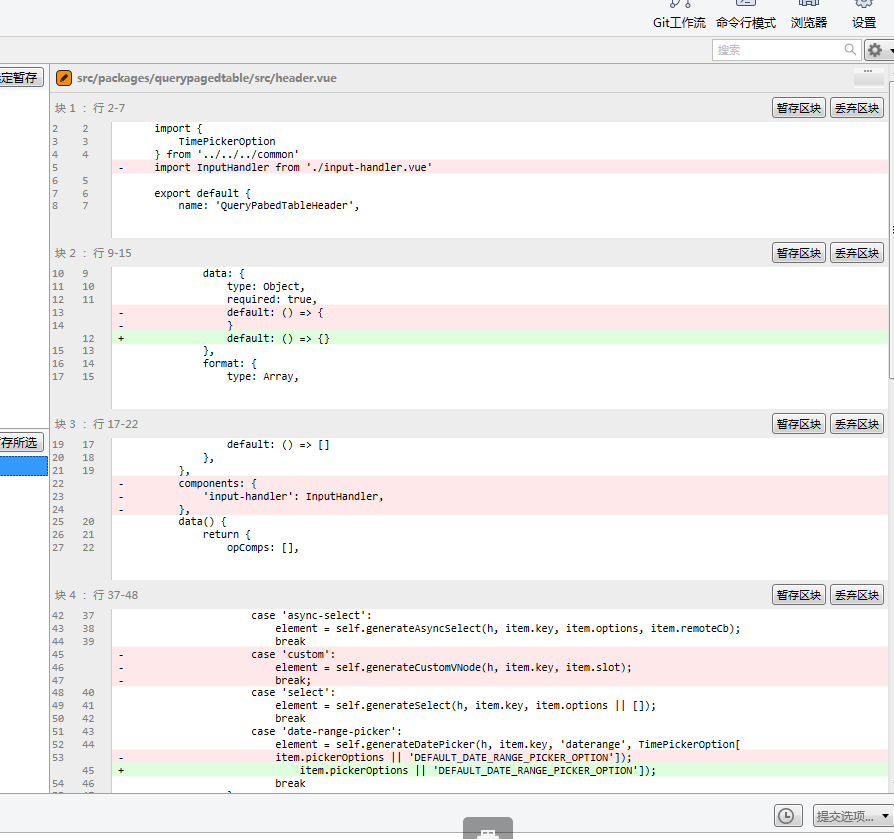 Git工作流 命令行模式 浏览器 设置
搜索
定暂存 src/packages/querypagedtable/src/header.vue ...
块 1 : 行 2-7 暂存区块 丢弃区块
2 2 import {
3 3 TimePickerOption
4 4 } from '../../../common'
5 - import InputHandler from './input-handler.vue'
6 5
7 6 export default {
8 7 name: 'QueryPabedTableHeader',
块 2 : 行 9-15 暂存区块 丢弃区块
10 9 data: {
11 10 type: Object,
12 11 required: true,
13 - default: () => {
14 - }
12 + default: () => {}
15 13 },
16 14 format: {
17 15 type: Array,
块 3 : 行 17-22 暂存区块 丢弃区块
存所选
19 17 default: () => []
20 18 },
21 19 },
22 - components: {
23 - 'input-handler': InputHandler,
24 - },
25 20 data() {
26 21 return {
27 22 opComps: [],
块 4 : 行 37-48 暂存区块 丢弃区块
42 37 case 'async-select':
43 38 element = self.generateAsyncSelect(h, item.key, item.options, item.remoteCb);
44 39 break
45 - case 'custom':
46 - element = self.generateCustomVNode(h, item.key, item.slot);
47 - break;
48 40 case 'select':
49 41 element = self.generateSelect(h, item.key, item.options || []);
50 42 break
51 43 case 'date-range-picker':
52 44 element = self.generateDatePicker(h, item.key, 'daterange', TimePickerOption[
53 - item.pickerOptions || 'DEFAULT_DATE_RANGE_PICKER_OPTION']);
45 + item.pickerOptions || 'DEFAULT_DATE_RANGE_PICKER_OPTION']);
54 46 break
提交选项...